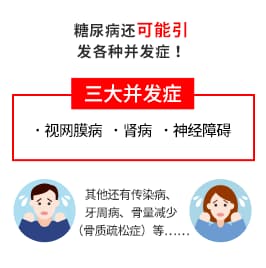 糖尿病还可能引
发各种并发症！
三大并发症
・视网膜病 ・肾病 ・神经障碍
其他还有传染病、
牙周病、骨量减少
（骨质疏松症）等……